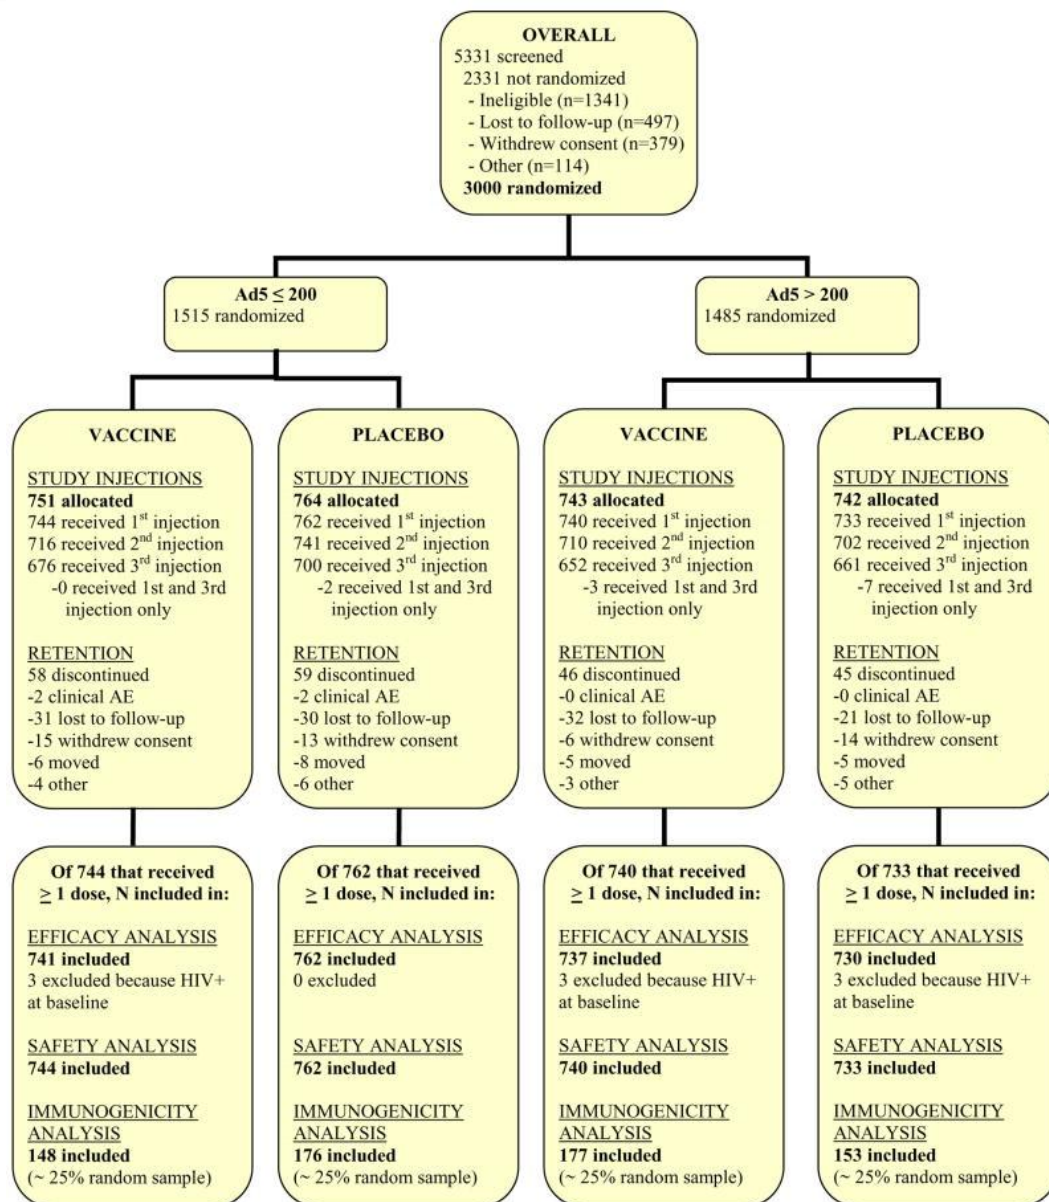 OVERALL
5331 screened
2331 not randomized
- Ineligible (n=1341)
- Lost to follow-up (n=497)
- Withdrew consent (n=379)
- Other (n=114)
3000 randomized
Ad5 ≤ 200
1515 randomized
Ad5 > 200
1485 randomized
VACCINE
STUDY INJECTIONS
751 allocated
744 received 1st injection
716 received 2nd injection
676 received 3rd injection
-0 received 1st and 3rd
injection only
RETENTION
58 discontinued
-2 clinical AE
-31 lost to follow-up
-15 withdrew consent
-6 moved
-4 other
PLACEBO
STUDY INJECTIONS
764 allocated
762 received 1st injection
741 received 2nd injection
700 received 3rd injection
-2 received 1st and 3rd
injection only
RETENTION
59 discontinued
-2 clinical AE
-30 lost to follow-up
-13 withdrew consent
-8 moved
-6 other
VACCINE
STUDY INJECTIONS
743 allocated
740 received 1st injection
710 received 2nd injection
652 received 3rd injection
-3 received 1st and 3rd
injection only
RETENTION
46 discontinued
-0 clinical AE
-32 lost to follow-up
-6 withdrew consent
-5 moved
-3 other
PLACEBO
STUDY INJECTIONS
742 allocated
733 received 1st injection
702 received 2nd injection
661 received 3rd injection
-7 received 1st and 3rd
injection only
RETENTION
45 discontinued
-0 clinical AE
-21 lost to follow-up
-14 withdrew consent
-5 moved
-5 other
Of 744 that received
≥ 1 dose, N included in:
EFFICACY ANALYSIS
741 included
3 excluded because HIV+
at baseline
SAFETY ANALYSIS
744 included
IMMUNOGENICITY
ANALYSIS
148 included
(~ 25% random sample)
Of 762 that received
≥ 1 dose, N included in:
EFFICACY ANALYSIS
762 included
0 excluded
SAFETY ANALYSIS
762 included
IMMUNOGENICITY
ANALYSIS
176 included
(~ 25% random sample)
Of 740 that received
≥ 1 dose, N included in:
EFFICACY ANALYSIS
737 included
3 excluded because HIV+
at baseline
SAFETY ANALYSIS
740 included
IMMUNOGENICITY
ANALYSIS
177 included
(~ 25% random sample)
Of 733 that received
≥ 1 dose, N included in:
EFFICACY ANALYSIS
730 included
3 excluded because HIV+
at baseline
SAFETY ANALYSIS
733 included
IMMUNOGENICITY
ANALYSIS
153 included
(~ 25% random sample)